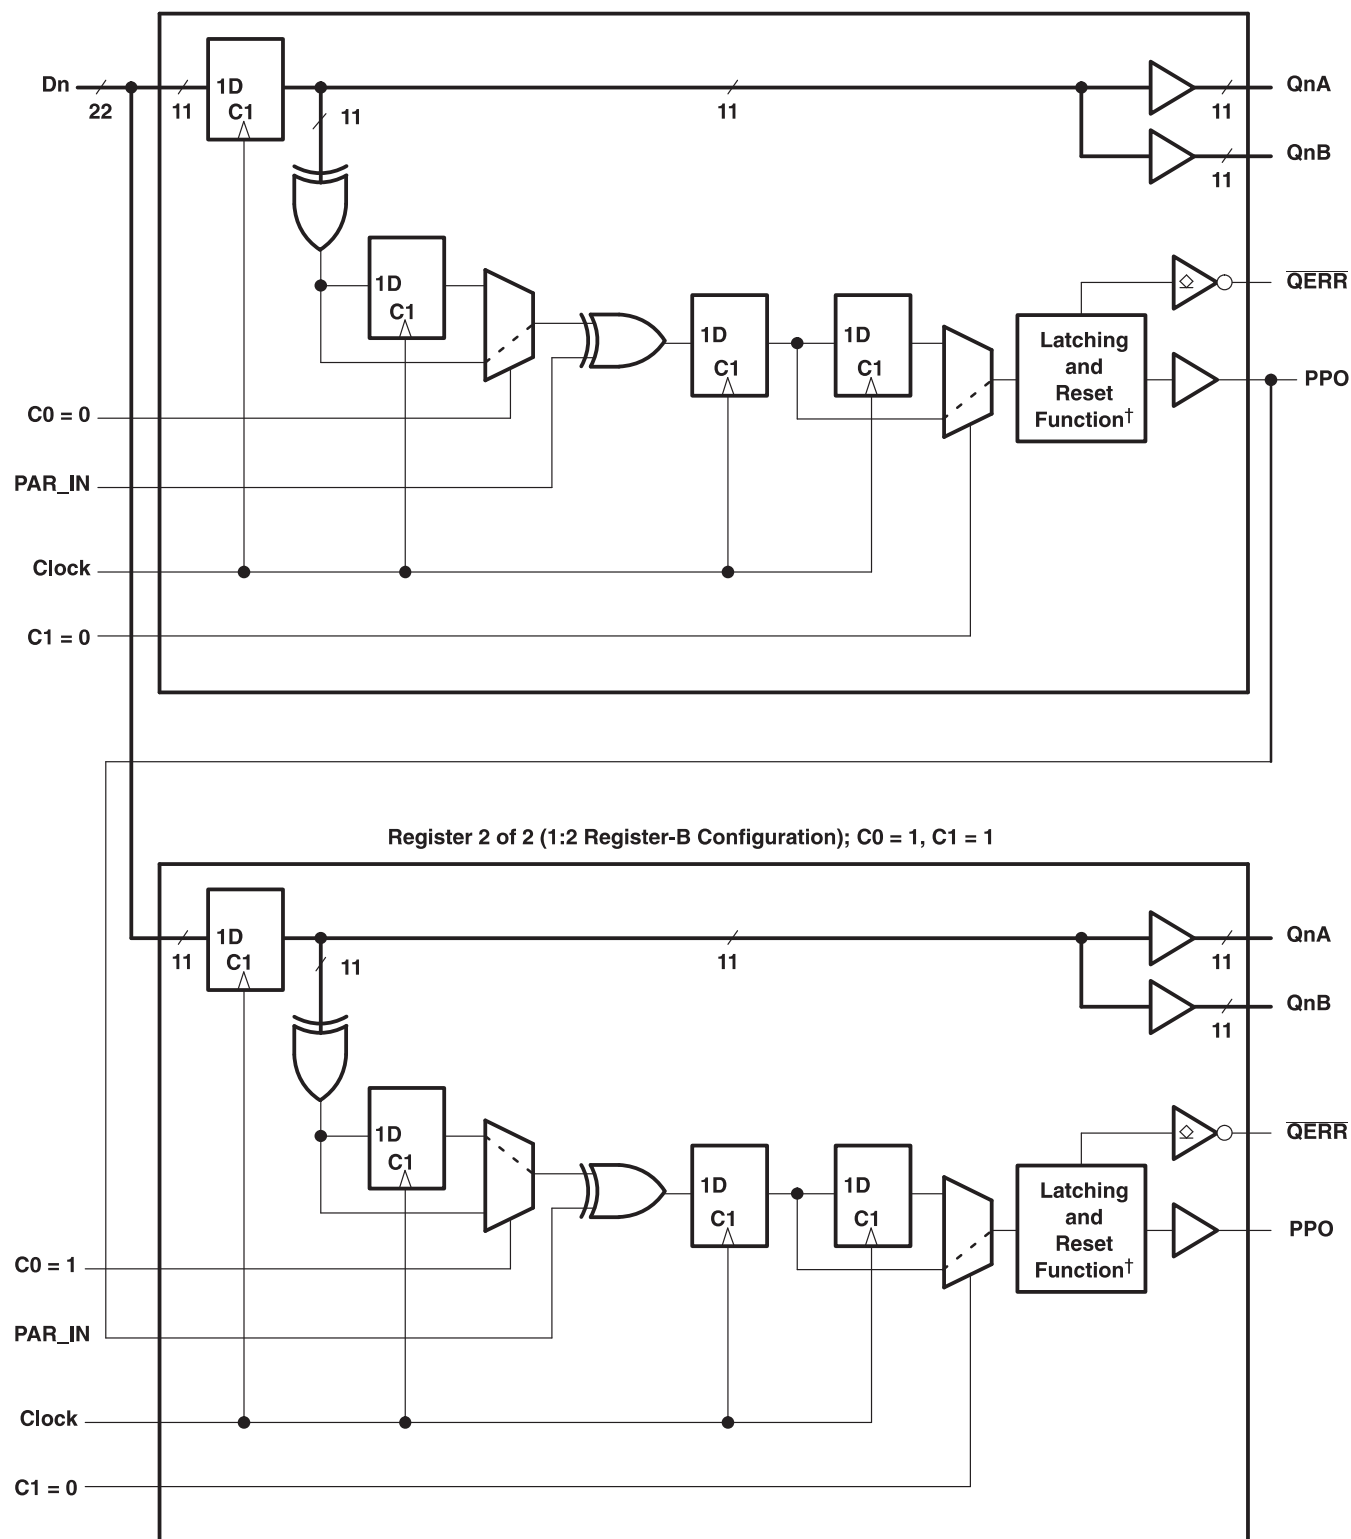 Dn
22
11
1D
C1
11
11
11
QnA
11
QnB
1D
C1
1D
C1
1D
C1
Latching
and
Reset
Function†
QERR
PPO
C0 = 0
PAR_IN
Clock
C1 = 0
Register 2 of 2 (1:2 Register-B Configuration); C0 = 1, C1 = 1
11
1D
C1
11
11
11
QnA
11
QnB
1D
C1
1D
C1
1D
C1
Latching
and
Reset
Function†
QERR
PPO
C0 = 1
PAR_IN
Clock
C1 = 0